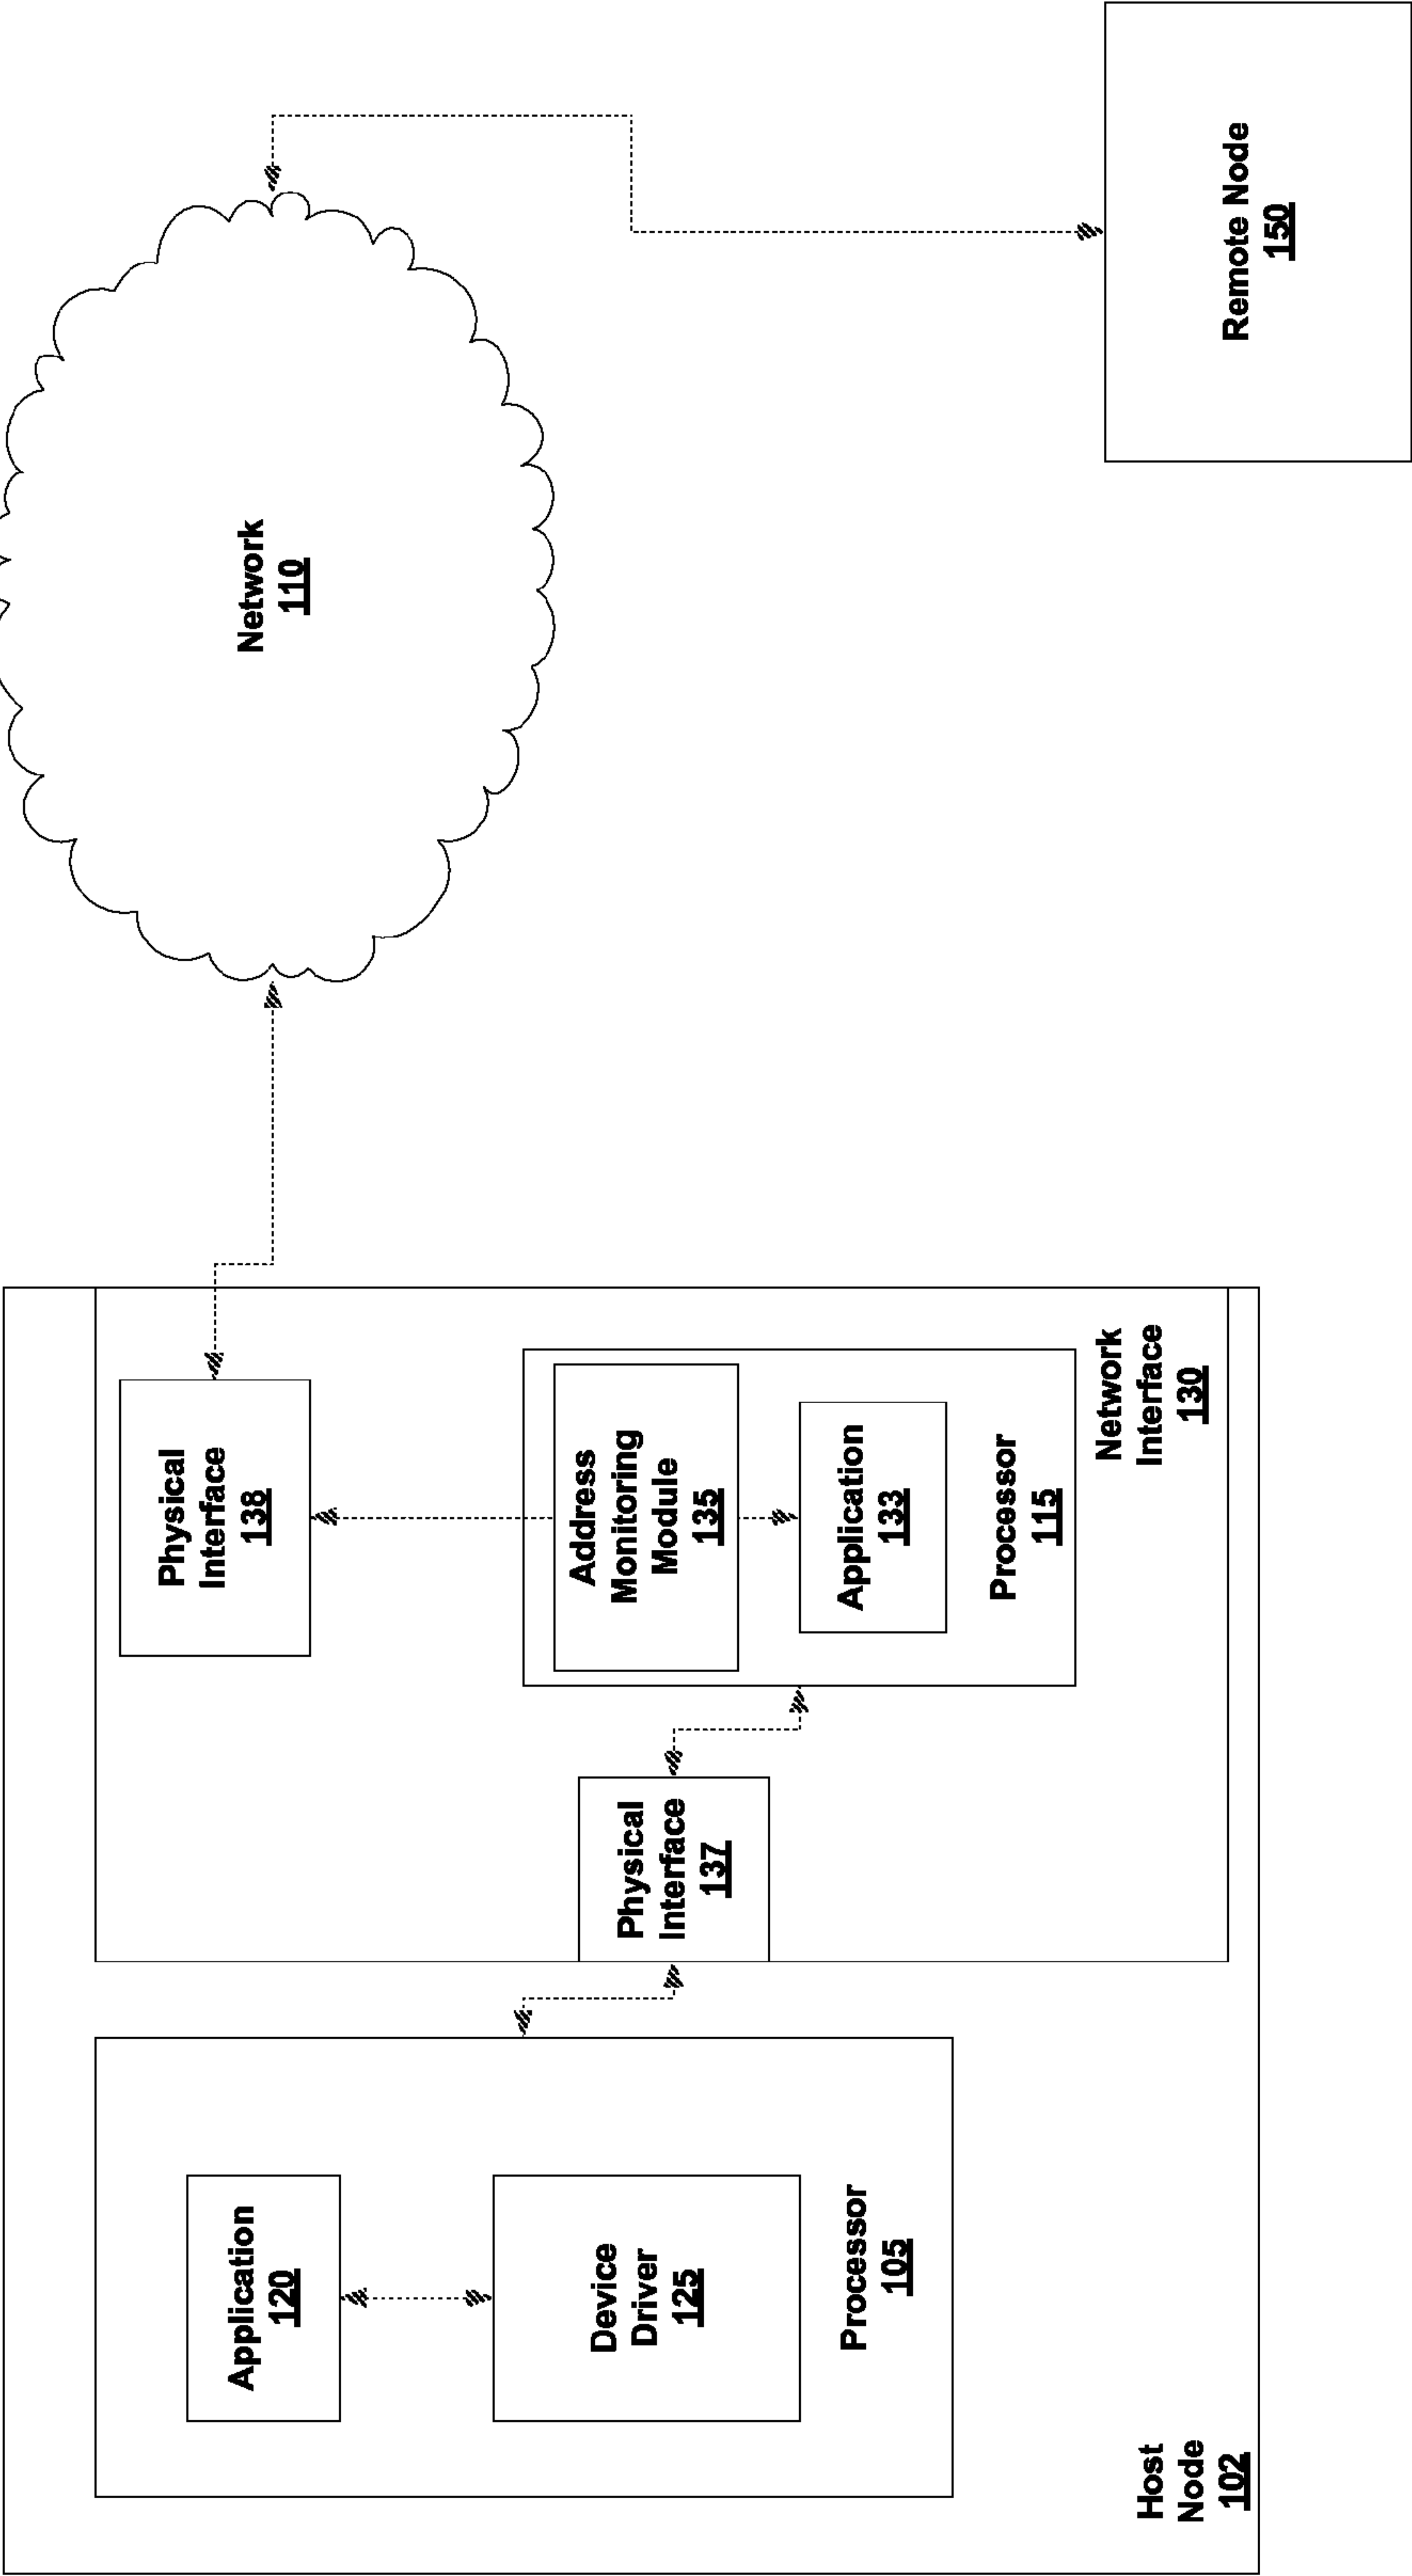 Application
120
Device
Driver
125
Processor
105
Host
Node
102
Physical
Interface
137
Physical
Interface
138
Address
Monitoring
Module
135
Application
133
Processor
115
Network
Interface
130
Network
110
Remote Node
150